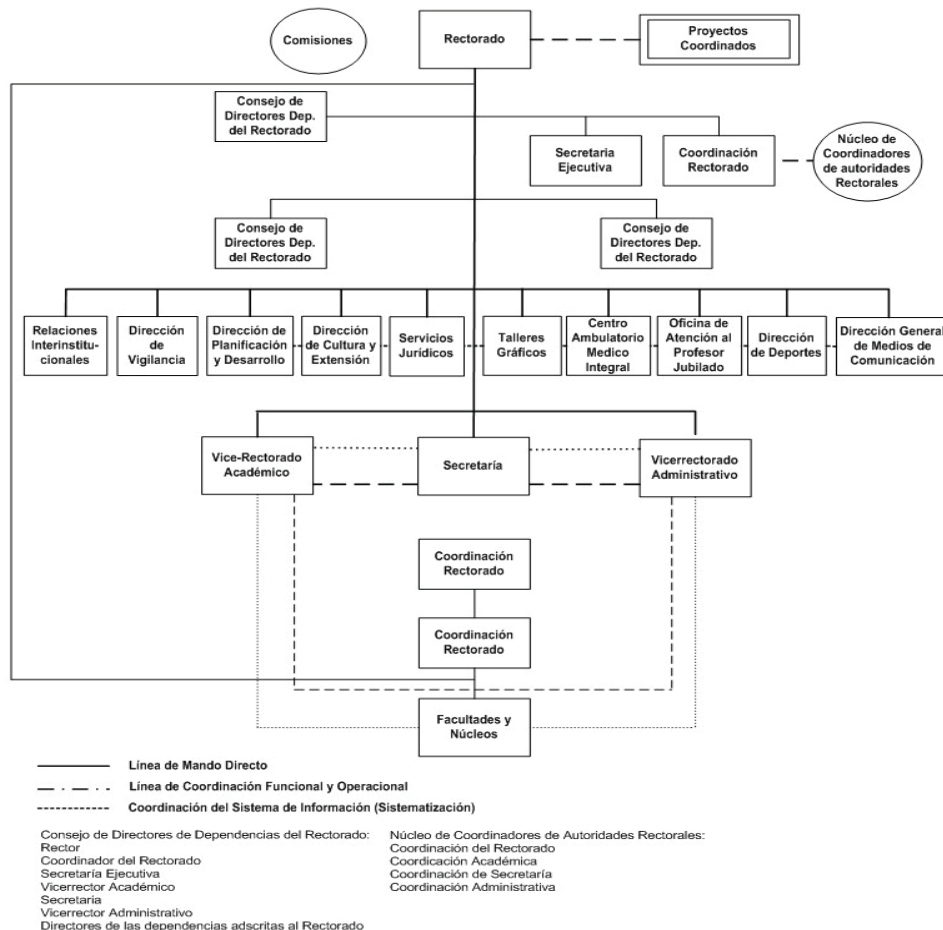 Comisiones
Rectorado
Proyectos
Coordinados
Consejo de
Directores Dep.
del Rectorado
Secretaria
Ejecutiva
Coordinación
Rectorado
Núcleo de
Coordinadores
de autoridades
Rectorales
Consejo de
Directores Dep.
del Rectorado
Consejo de
Directores Dep.
del Rectorado
Relaciones
Interinstitu-
cionales
Dirección
de
Vigilancia
Dirección de
Planificación
y Desarrollo
Dirección
de Cultura y
Extensión
Servicios
Jurídicos
Talleres
Gráficos
Centro
Ambulatorio
Medico
Integral
Oficina de
Atención al
Profesor
Jubilado
Dirección
de Deportes
Dirección General
de Medios de
Comunicación
Vice-Rectorado
Académico
Secretaría
Vicerrectorado
Administrativo
Coordinación
Rectorado
Coordinación
Rectorado
Facultades y
Núcleos
Línea de Mando Directo
Línea de Coordinación Funcional y Operacional
Coordinación del Sistema de Información (Sistematización)
Consejo de Directores de Dependencias del Rectorado:
Rector
Coordinador del Rectorado
Secretaría Ejecutiva
Vicerrector Académico
Secretaria
Vicerrector Administrativo
Directores de las dependencias adscritas al Rectorado
Núcleo de Coordinadores de Autoridades Rectorales:
Coordinación del Rectorado
Coordicación Académica
Coordinación de Secretaría
Coordinación Administrativa